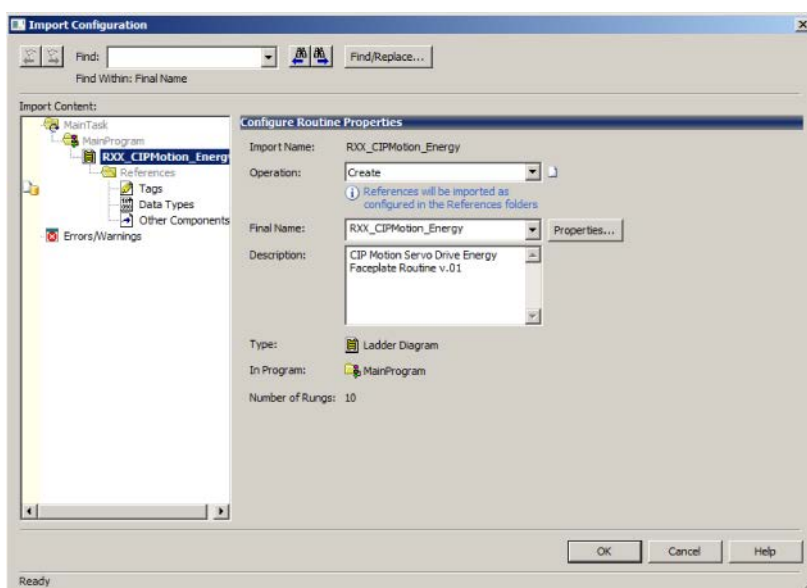 Import Configuration
Find:
Find/Replace...
Find Within: Final Name
Import Content:
MainTask
MainProgram
RXX_CIPMotion_Energy
References
Tags
Data Types
Other Components
Errors/Warnings
Configure Routine Properties
Import Name: RXX_CIPMotion_Energy
Operation: Create
References will be imported as
configured in the References folders
Final Name: RXX_CIPMotion_Energy Properties...
Description: CIP Motion Servo Drive Energy
Faceplate Routine v.01
Type: Ladder Diagram
In Program: MainProgram
Number of Rungs: 10
OK Cancel Help
Ready